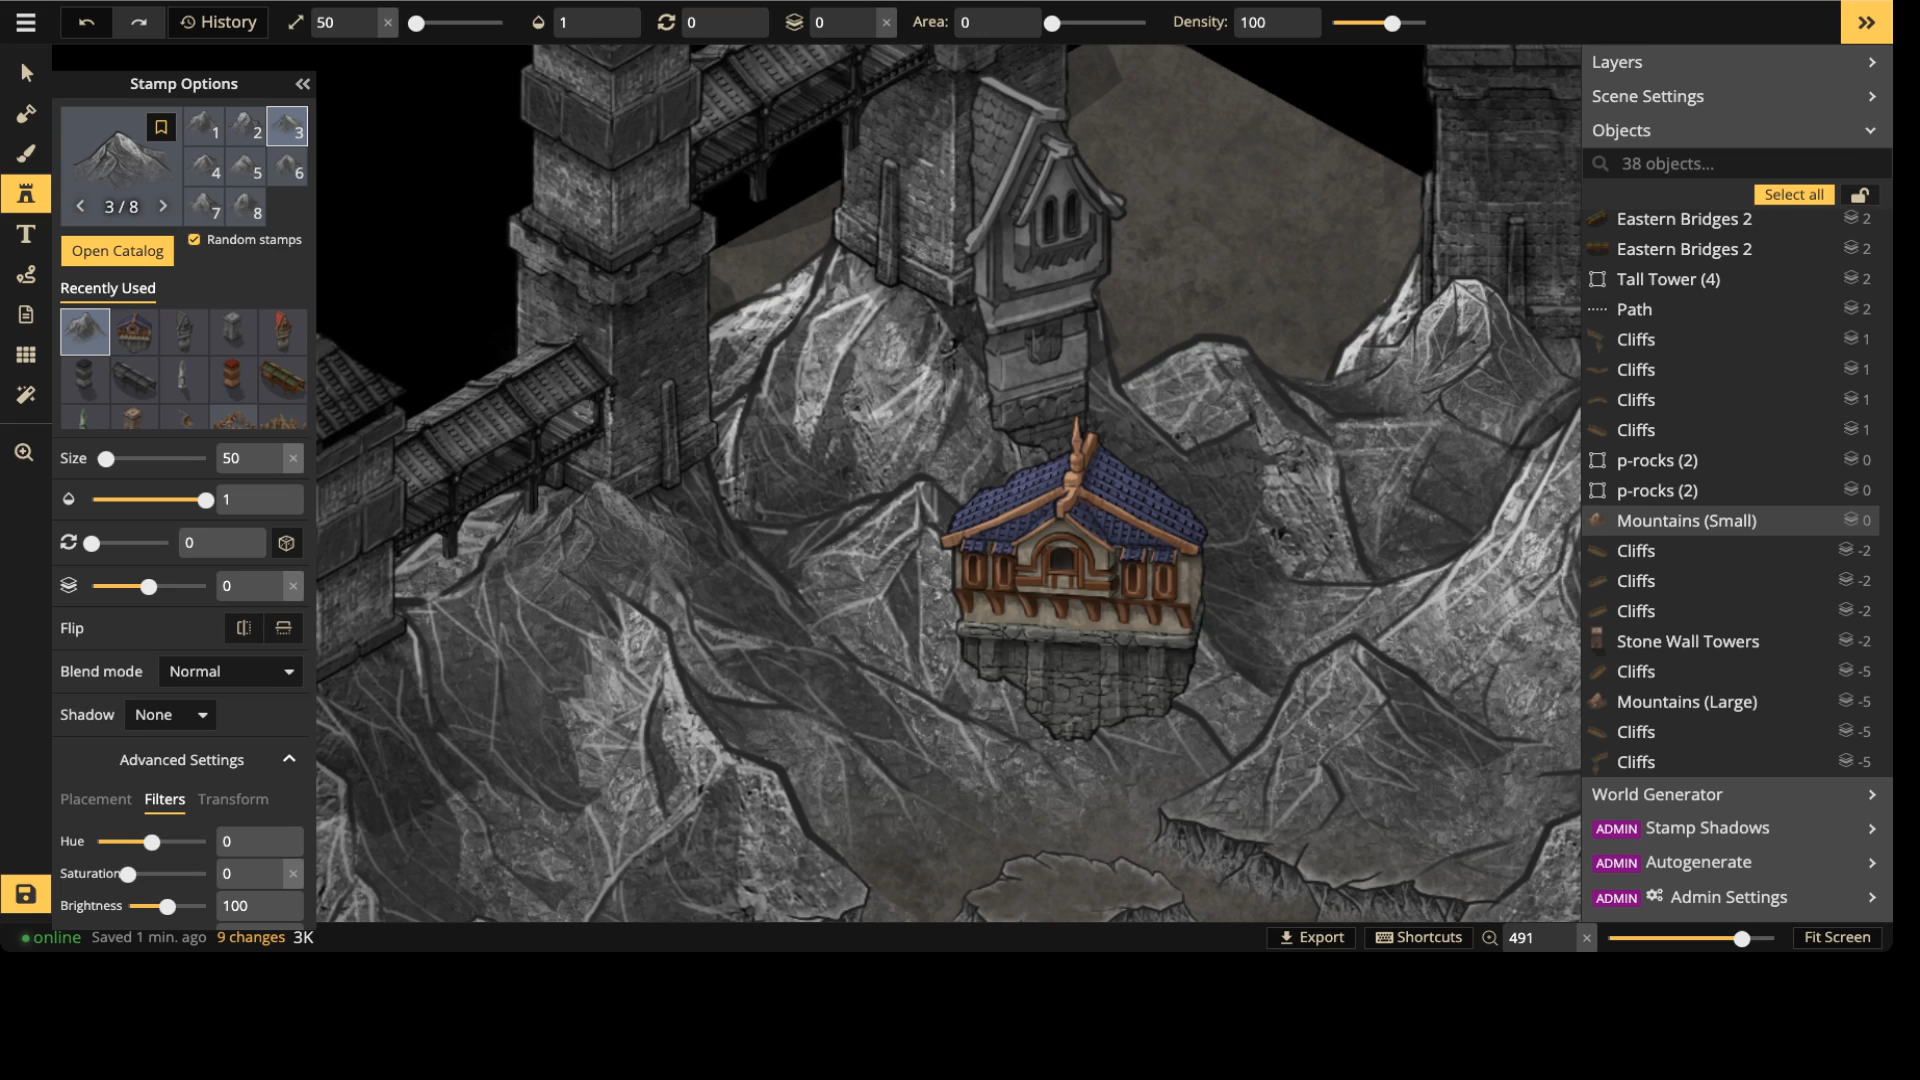 History
50
1
0
0
Area: 0
Density: 100
Stamp Options
1
2
3
4
5
6
7
8
3 / 8
Open Catalog
Random stamps
Recently Used
Size
50
1
0
0
Flip
Blend mode
Normal
Shadow
None
Advanced Settings
Placement
Filters
Transform
Hue
0
Saturation
0
Brightness
100
online
Saved 1 min. ago
9 changes
3K
Layers
Scene Settings
Objects
38 objects...
Select all
Eastern Bridges 2 2
Eastern Bridges 2 2
Tall Tower (4) 2
Path 2
Cliffs 1
Cliffs 1
Cliffs 1
Cliffs 1
p-rocks (2) 0
p-rocks (2) 0
Mountains (Small) 0
Cliffs -2
Cliffs -2
Cliffs -2
Stone Wall Towers -2
Cliffs -5
Mountains (Large) -5
Cliffs -5
Cliffs -5
World Generator
ADMIN Stamp Shadows
ADMIN Autogenerate
ADMIN Admin Settings
Export
Shortcuts
491
Fit Screen